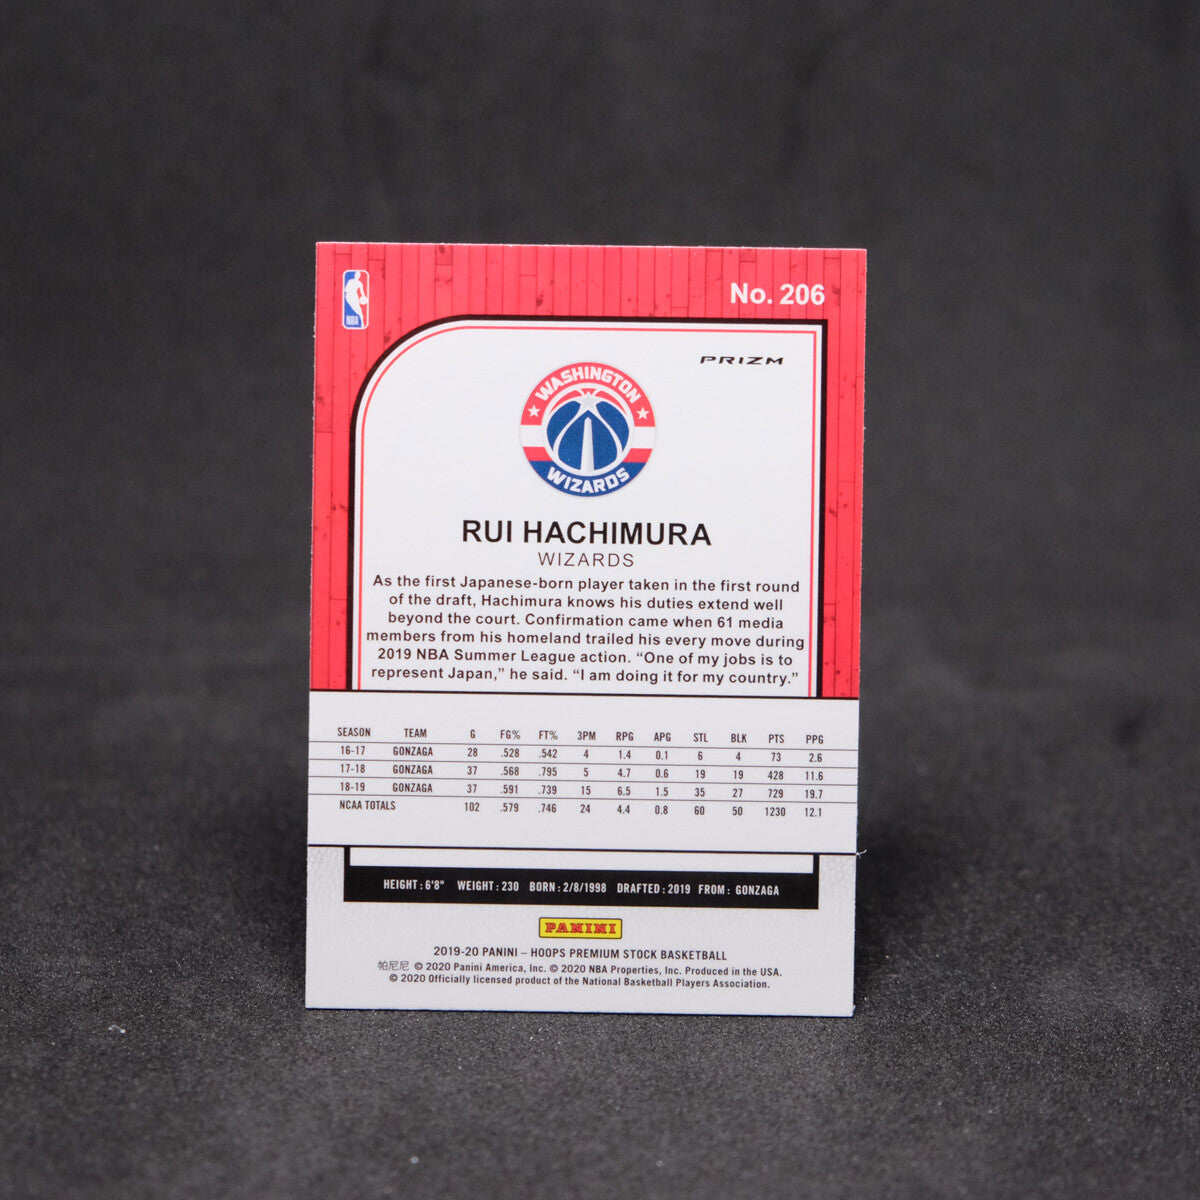 No. 206
NBA
PRIZM
WASHINGTON
WIZARDS
RUI HACHIMURA
WIZARDS
As the first Japanese-born player taken in the first round
of the draft, Hachimura knows his duties extend well
beyond the court. Confirmation came when 61 media
members from his homeland trailed his every move during
2019 NBA Summer League action. “One of my jobs is to
represent Japan,” he said. “I am doing it for my country.”
SEASON TEAM G FG% FT% 3PM RPG APG STL BLK PTS PPG
16-17 GONZAGA 28 .528 .542 4 1.4 0.1 6 4 73 2.6
17-18 GONZAGA 37 .568 .795 5 4.7 0.6 19 19 428 11.6
18-19 GONZAGA 37 .591 .739 15 6.5 1.5 35 27 729 19.7
NCAA TOTALS 102 .579 .746 24 4.4 0.8 60 50 1230 12.1
HEIGHT : 6'8" WEIGHT : 230 BORN : 2/8/1998 DRAFTED : 2019 FROM : GONZAGA
PANINI
2019-20 PANINI – HOOPS PREMIUM STOCK BASKETBALL
帕尼尼 © 2020 Panini America, Inc. © 2020 NBA Properties, Inc. Produced in the USA.
© 2020 Officially licensed product of the National Basketball Players Association.